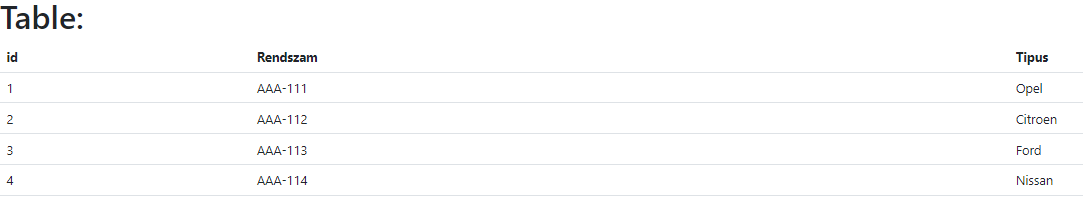 Table:
id Rendszam Tipus
1 AAA-111 Opel
2 AAA-112 Citroen
3 AAA-113 Ford
4 AAA-114 Nissan